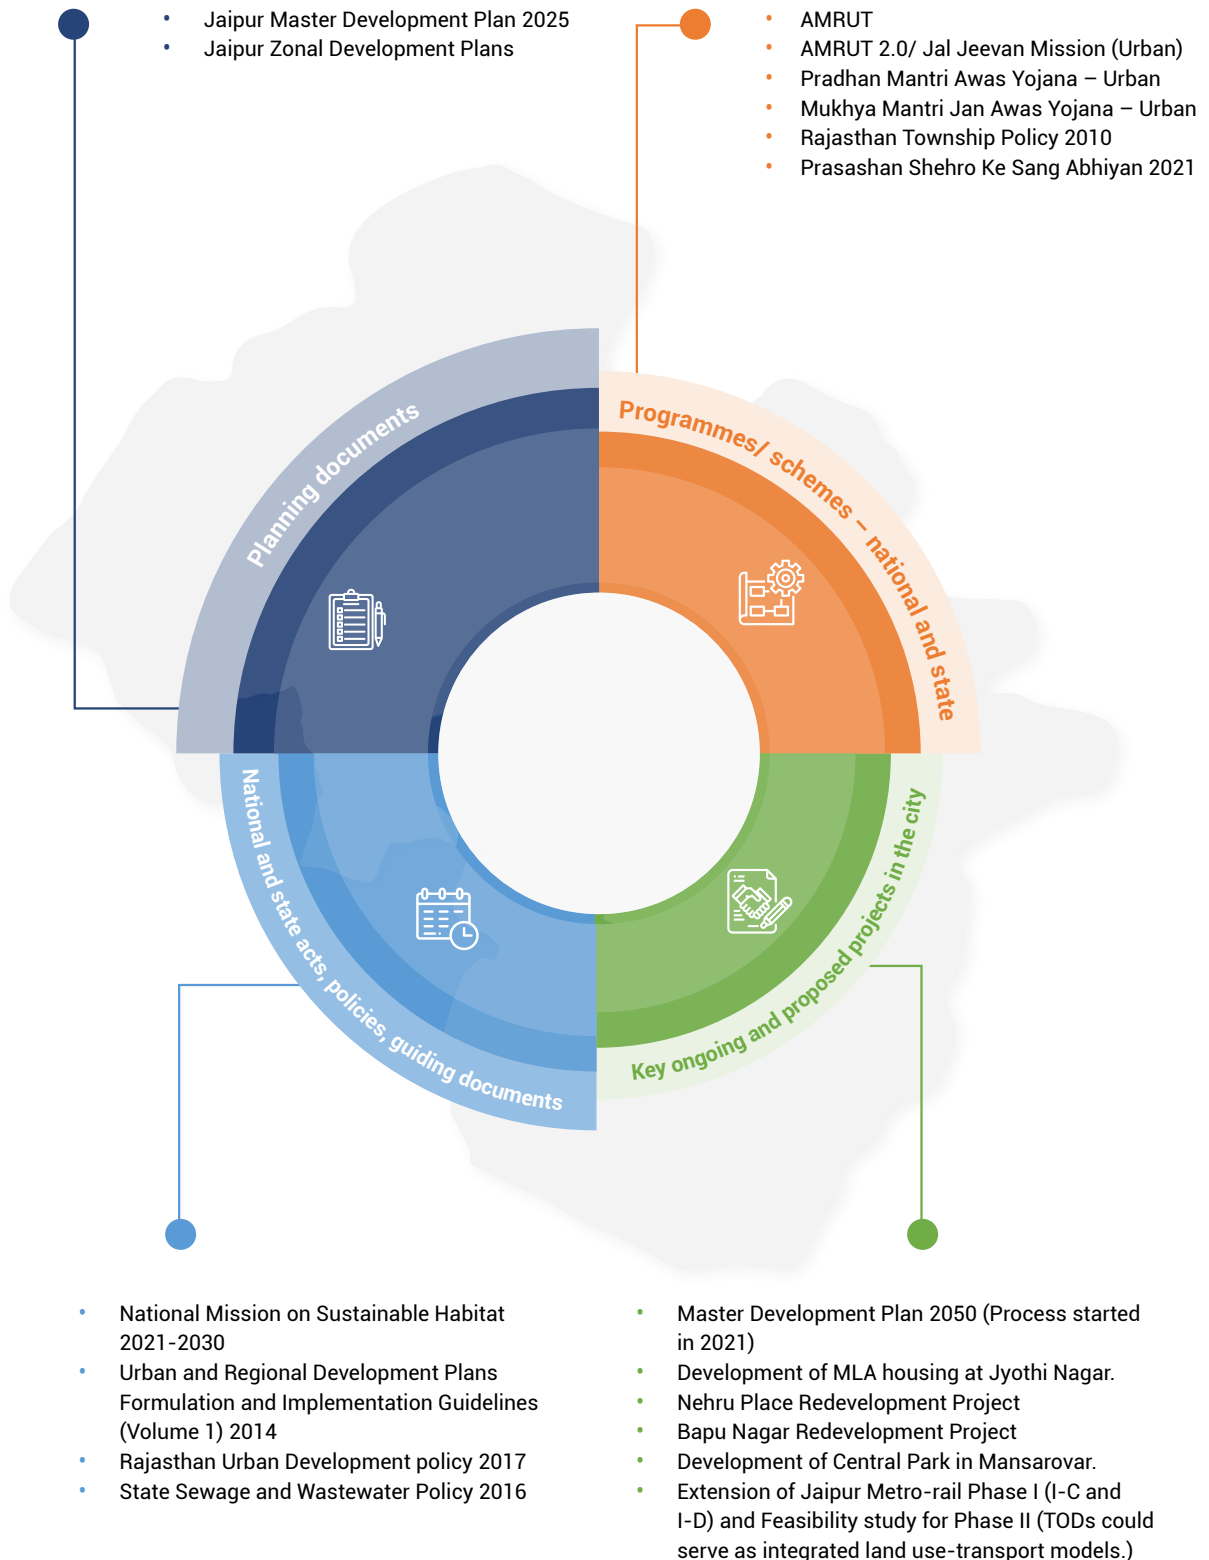 • Jaipur Master Development Plan 2025
• Jaipur Zonal Development Plans
• AMRUT
• AMRUT 2.0/ Jal Jeevan Mission (Urban)
• Pradhan Mantri Awas Yojana – Urban
• Mukhya Mantri Jan Awas Yojana – Urban
• Rajasthan Township Policy 2010
• Prasashan Shehro Ke Sang Abhiyan 2021
Planning documents
Programmes/ schemes – national and state
National and state acts, policies, guiding documents
Key ongoing and proposed projects in the city
• National Mission on Sustainable Habitat
2021-2030
• Urban and Regional Development Plans
Formulation and Implementation Guidelines
(Volume 1) 2014
• Rajasthan Urban Development policy 2017
• State Sewage and Wastewater Policy 2016
• Master Development Plan 2050 (Process started
in 2021)
• Development of MLA housing at Jyothi Nagar.
• Nehru Place Redevelopment Project
• Bapu Nagar Redevelopment Project
• Development of Central Park in Mansarovar.
• Extension of Jaipur Metro-rail Phase I (I-C and
I-D) and Feasibility study for Phase II (TODs could
serve as integrated land use-transport models.)